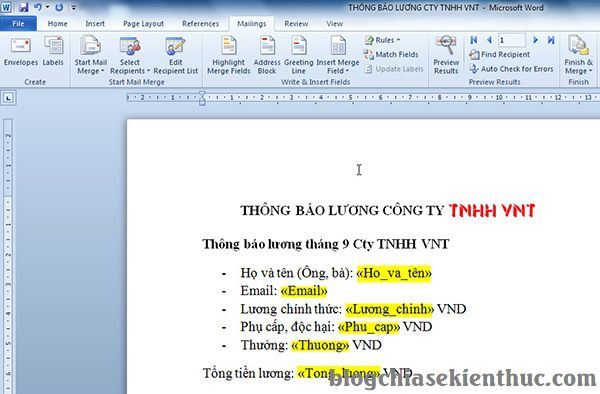 THÔNG BÁO LƯƠNG CTY TNHH VNT - Microsoft Word
File Home Insert Page Layout References Mailings Review View
Envelopes Labels Start Mail Merge Select Recipients Edit Recipient List Highlight Merge Fields Address Block Greeting Line Insert Merge Field Rules Match Fields Update Labels Preview Results 1 Find Recipient Auto Check for Errors Finish & Merge
Create Start Mail Merge Write & Insert Fields Preview Results Finish
THÔNG BÁO LƯƠNG CÔNG TY TNHH VNT
Thông báo lương tháng 9 Cty TNHH VNT
- Họ và tên (Ông, bà): «Ho_va_tên»
- Email: «Email»
- Lương chính thức: «Lương_chinh» VND
- Phụ cấp, độc hại: «Phu_cap» VND
- Thưởng: «Thuong» VND
Tổng tiền lương: «Tong_luong» VND
blogchiasekienthuc.com